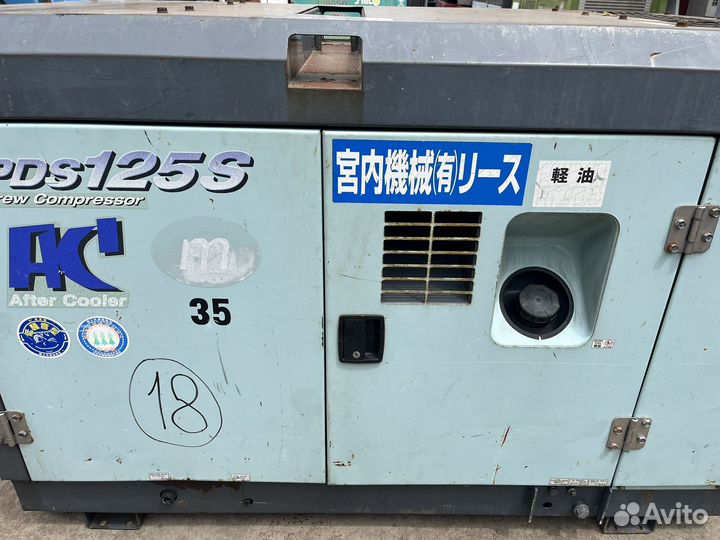 PDS125S
rew Compressor
AC
After Cooler
m
35
18
宮内機械(有)リース
軽油
Avito